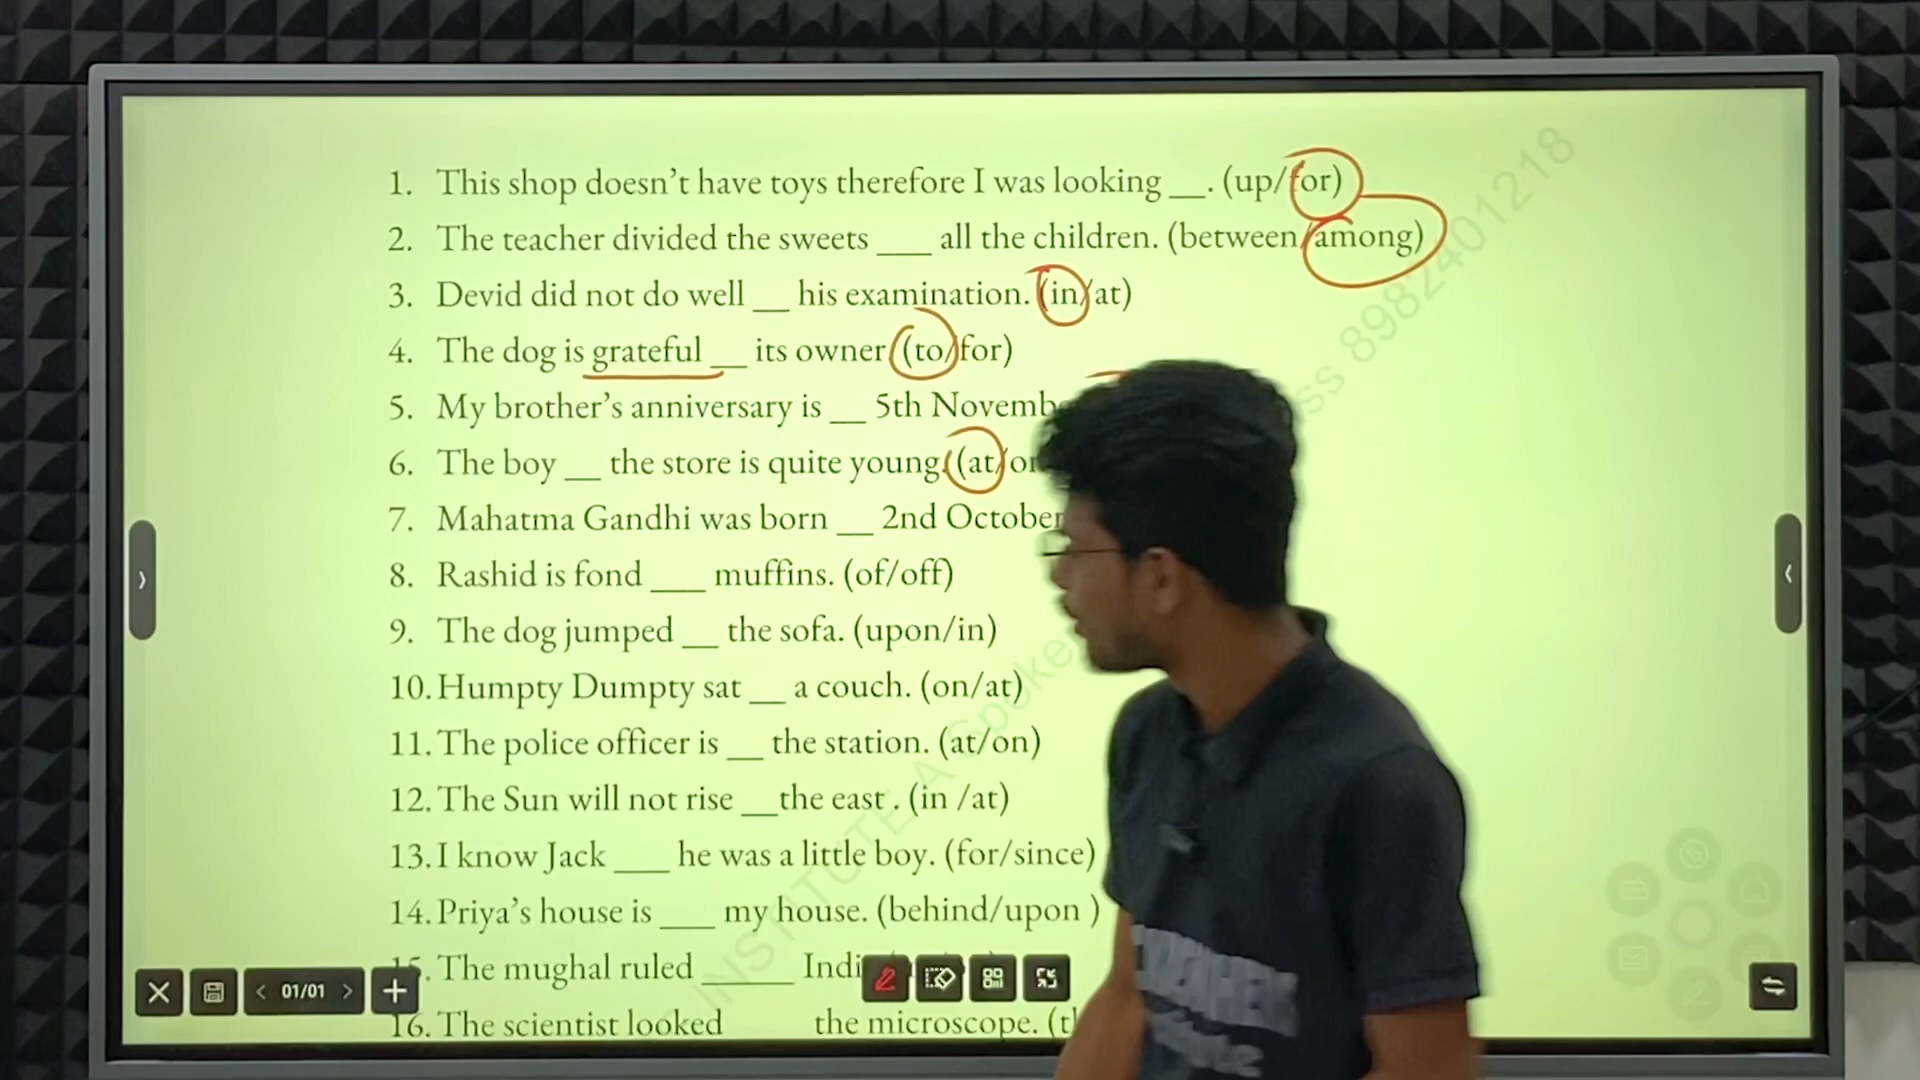 1. This shop doesn't have toys therefore I was looking __. (up/for)
2. The teacher divided the sweets ___ all the children. (between/among)
3. Devid did not do well __ his examination. (in/at)
4. The dog is grateful __ its owner (to/for)
5. My brother's anniversary is __ 5th
6. The boy __ the store is quite young. (at/
7. Mahatma Gandhi was born __ 2nd October
8. Rashid is fond ___ muffins. (of/off)
9. The dog jumped __ the sofa. (upon/in)
10. Humpty Dumpty sat __ a couch. (on/at)
11. The police officer is __ the station. (at/on)
12. The Sun will not rise __the east . (in /at)
13. I know Jack ___ he was a little boy. (for/since)
14. Priya's house is ___ my house. (behind/upon )
The mughal ruled _____
16. The scientist looked the microscope.
01/01
INSTITUTE A
8982401218